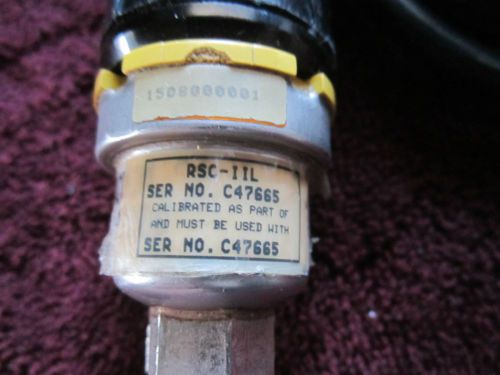 1508000001
RSC-IIL
SER NO. C47665
CALIBRATED AS PART OF
AND MUST BE USED WITH
SER NO. C47665